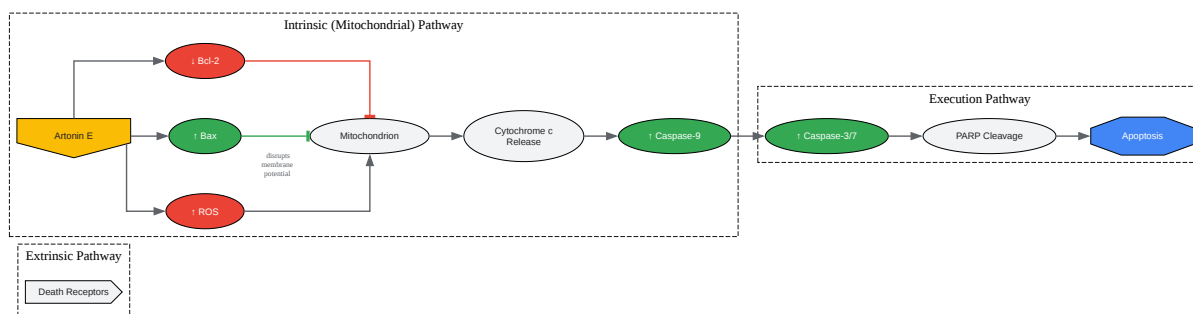 Intrinsic (Mitochondrial) Pathway
↓ Bcl-2
Artonin E
↑ Bax
disrupts
membrane
potential
↑ ROS
Mitochondrion
Cytochrome c
Release
↑ Caspase-9
Execution Pathway
↑ Caspase-3/7
PARP Cleavage
Apoptosis
Extrinsic Pathway
Death Receptors